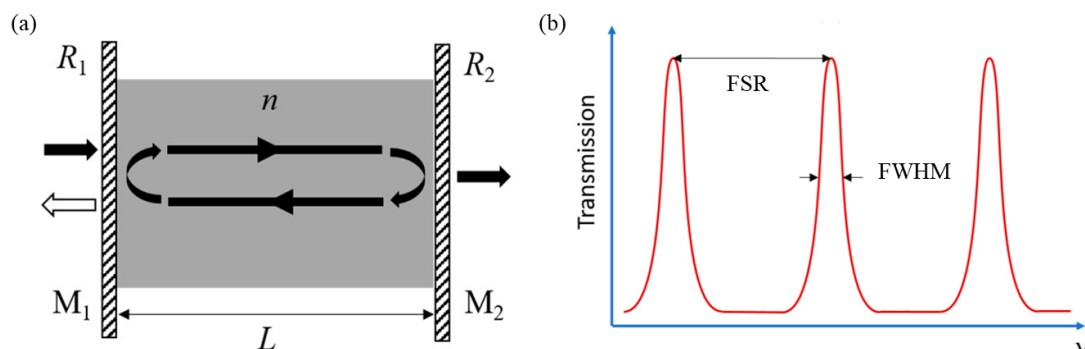 (a)
R₁
R₂
n
M₁
M₂
L
(b)
FSR
FWHM
Transmission